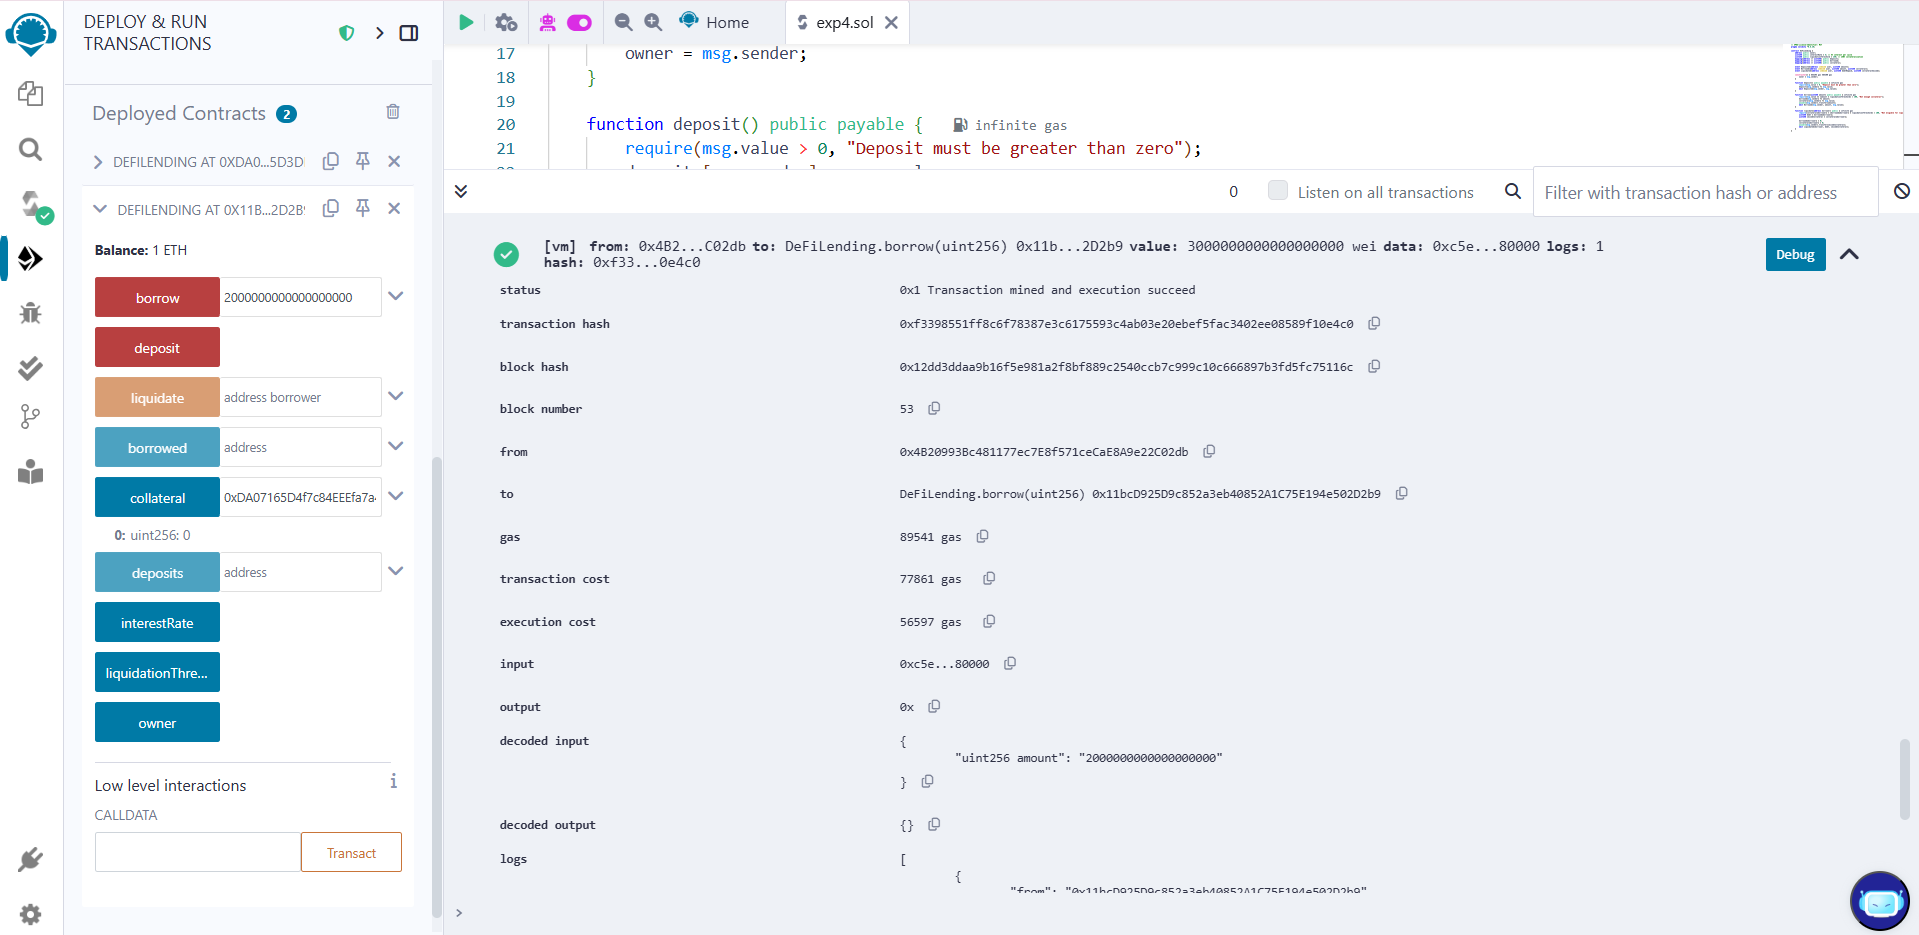 DEPLOY & RUN
TRANSACTIONS
Deployed Contracts 2
DEFILENDING AT 0XDA0...5D3D
DEFILENDING AT 0X11B...2D2B9
Balance: 1 ETH
borrow 2000000000000000000
deposit
liquidate address borrower
borrowed address
collateral 0xDA07165D4f7c84EEEfa7a4
0: uint256: 0
deposits address
interestRate
liquidationThre...
owner
Low level interactions i
CALLDATA
Transact
Home
exp4.sol
17 owner = msg.sender;
18 }
19
20 function deposit() public payable { infinite gas
21 require(msg.value > 0, "Deposit must be greater than zero");
0 Listen on all transactions Filter with transaction hash or address
[vm] from: 0x4B2...C02db to: DeFiLending.borrow(uint256) 0x11b...2D2b9 value: 3000000000000000000 wei data: 0xc5e...80000 logs: 1
hash: 0xf33...0e4c0
Debug
status 0x1 Transaction mined and execution succeed
transaction hash 0xf3398551ff8c6f78387e3c6175593c4ab03e20ebef5fac3402ee08589f10e4c0
block hash 0x12dd3ddaa9b16f5e981a2f8bf889c2540ccb7c999c10c666897b3fd5fc75116c
block number 53
from 0x4B20993Bc481177ec7E8f571ceCaE8A9e22C02db
to DeFiLending.borrow(uint256) 0x11bcD925D9c852a3eb40852A1C75E194e502D2b9
gas 89541 gas
transaction cost 77861 gas
execution cost 56597 gas
input 0xc5e...80000
output 0x
decoded input {
"uint256 amount": "2000000000000000000"
}
decoded output {}
logs [
{
"from": "0x11bcD925D9c852a3eb40852A1C75E194e502D2b9"
>